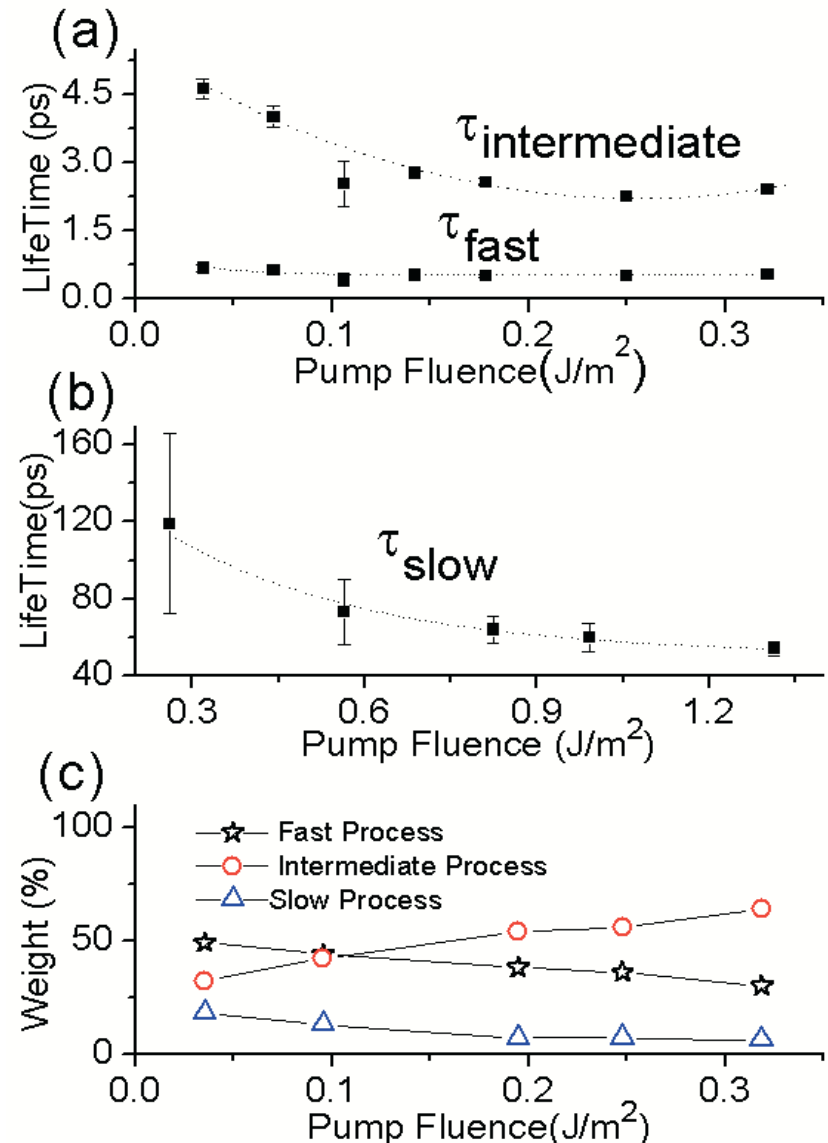 (a)
LIfeTime (ps)
4.5
3.0
1.5
0.0
τintermediate
τfast
0.0 0.1 0.2 0.3
Pump Fluence(J/m²)
(b)
LifeTime(ps)
160
120
80
40
τslow
0.3 0.6 0.9 1.2
Pump Fluence (J/m²)
(c)
Weight (%)
100
50
0
Fast Process
Intermediate Process
Slow Process
0.0 0.1 0.2 0.3
Pump Fluence(J/m²)